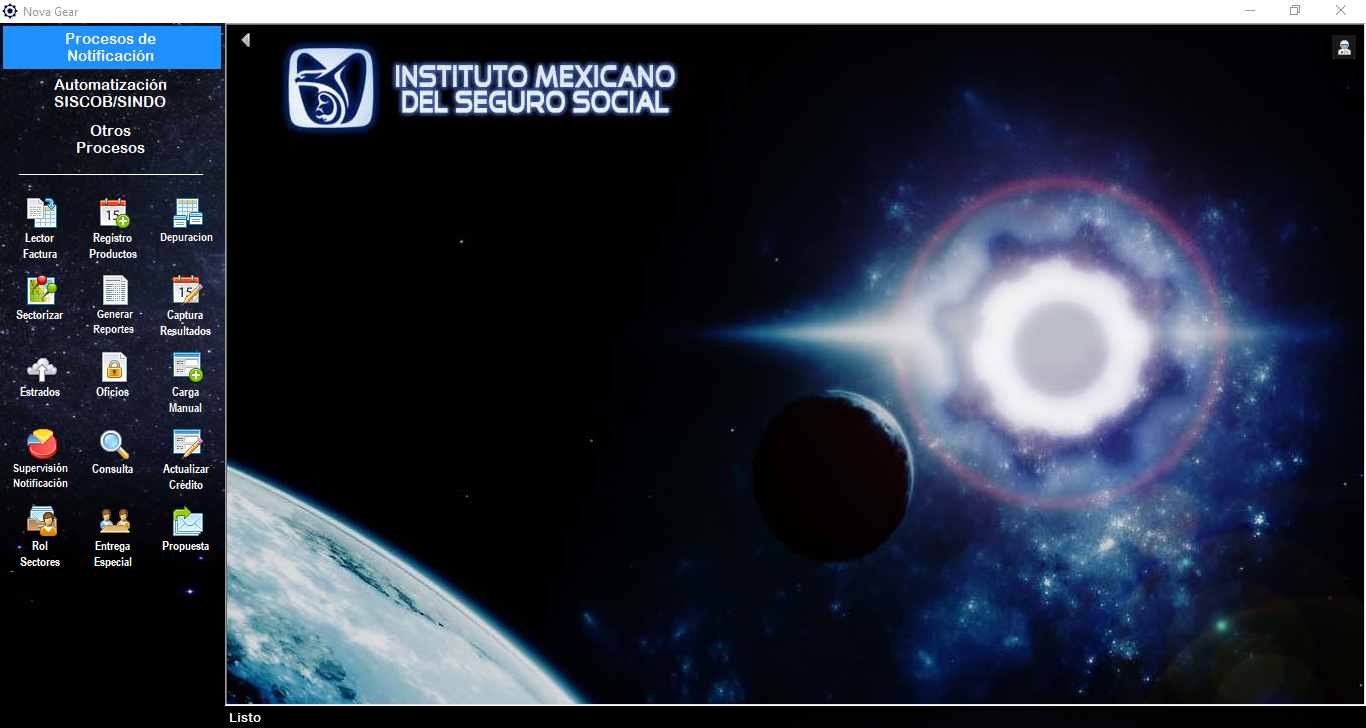 Nova Gear
Procesos de
Notificación
Automatización
SISCOB/SINDO
Otros
Procesos
Lector
Factura
Registro
Productos
Depuracion
Sectorizar
Generar
Reportes
Captura
Resultados
Estrados
Oficios
Carga
Manual
Supervisión
Notificación
Consulta
Actualizar
Crédito
Rol
Sectores
Entrega
Especial
Propuesta
INSTITUTO MEXICANO
DEL SEGURO SOCIAL
Listo